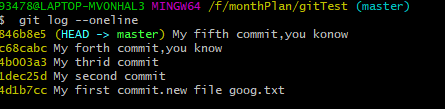 93478@LAPTOP-MVONHAL3 MINGW64 /f/monthPlan/gitTest (master)
$ git log --oneline
846b8e5 (HEAD -> master) My fifth commit,you konow
c68cabc My forth commit,you know
4b003a3 My thrid commit
1dec25d My second commit
4d1b7cc My first commit.new file goog.txt